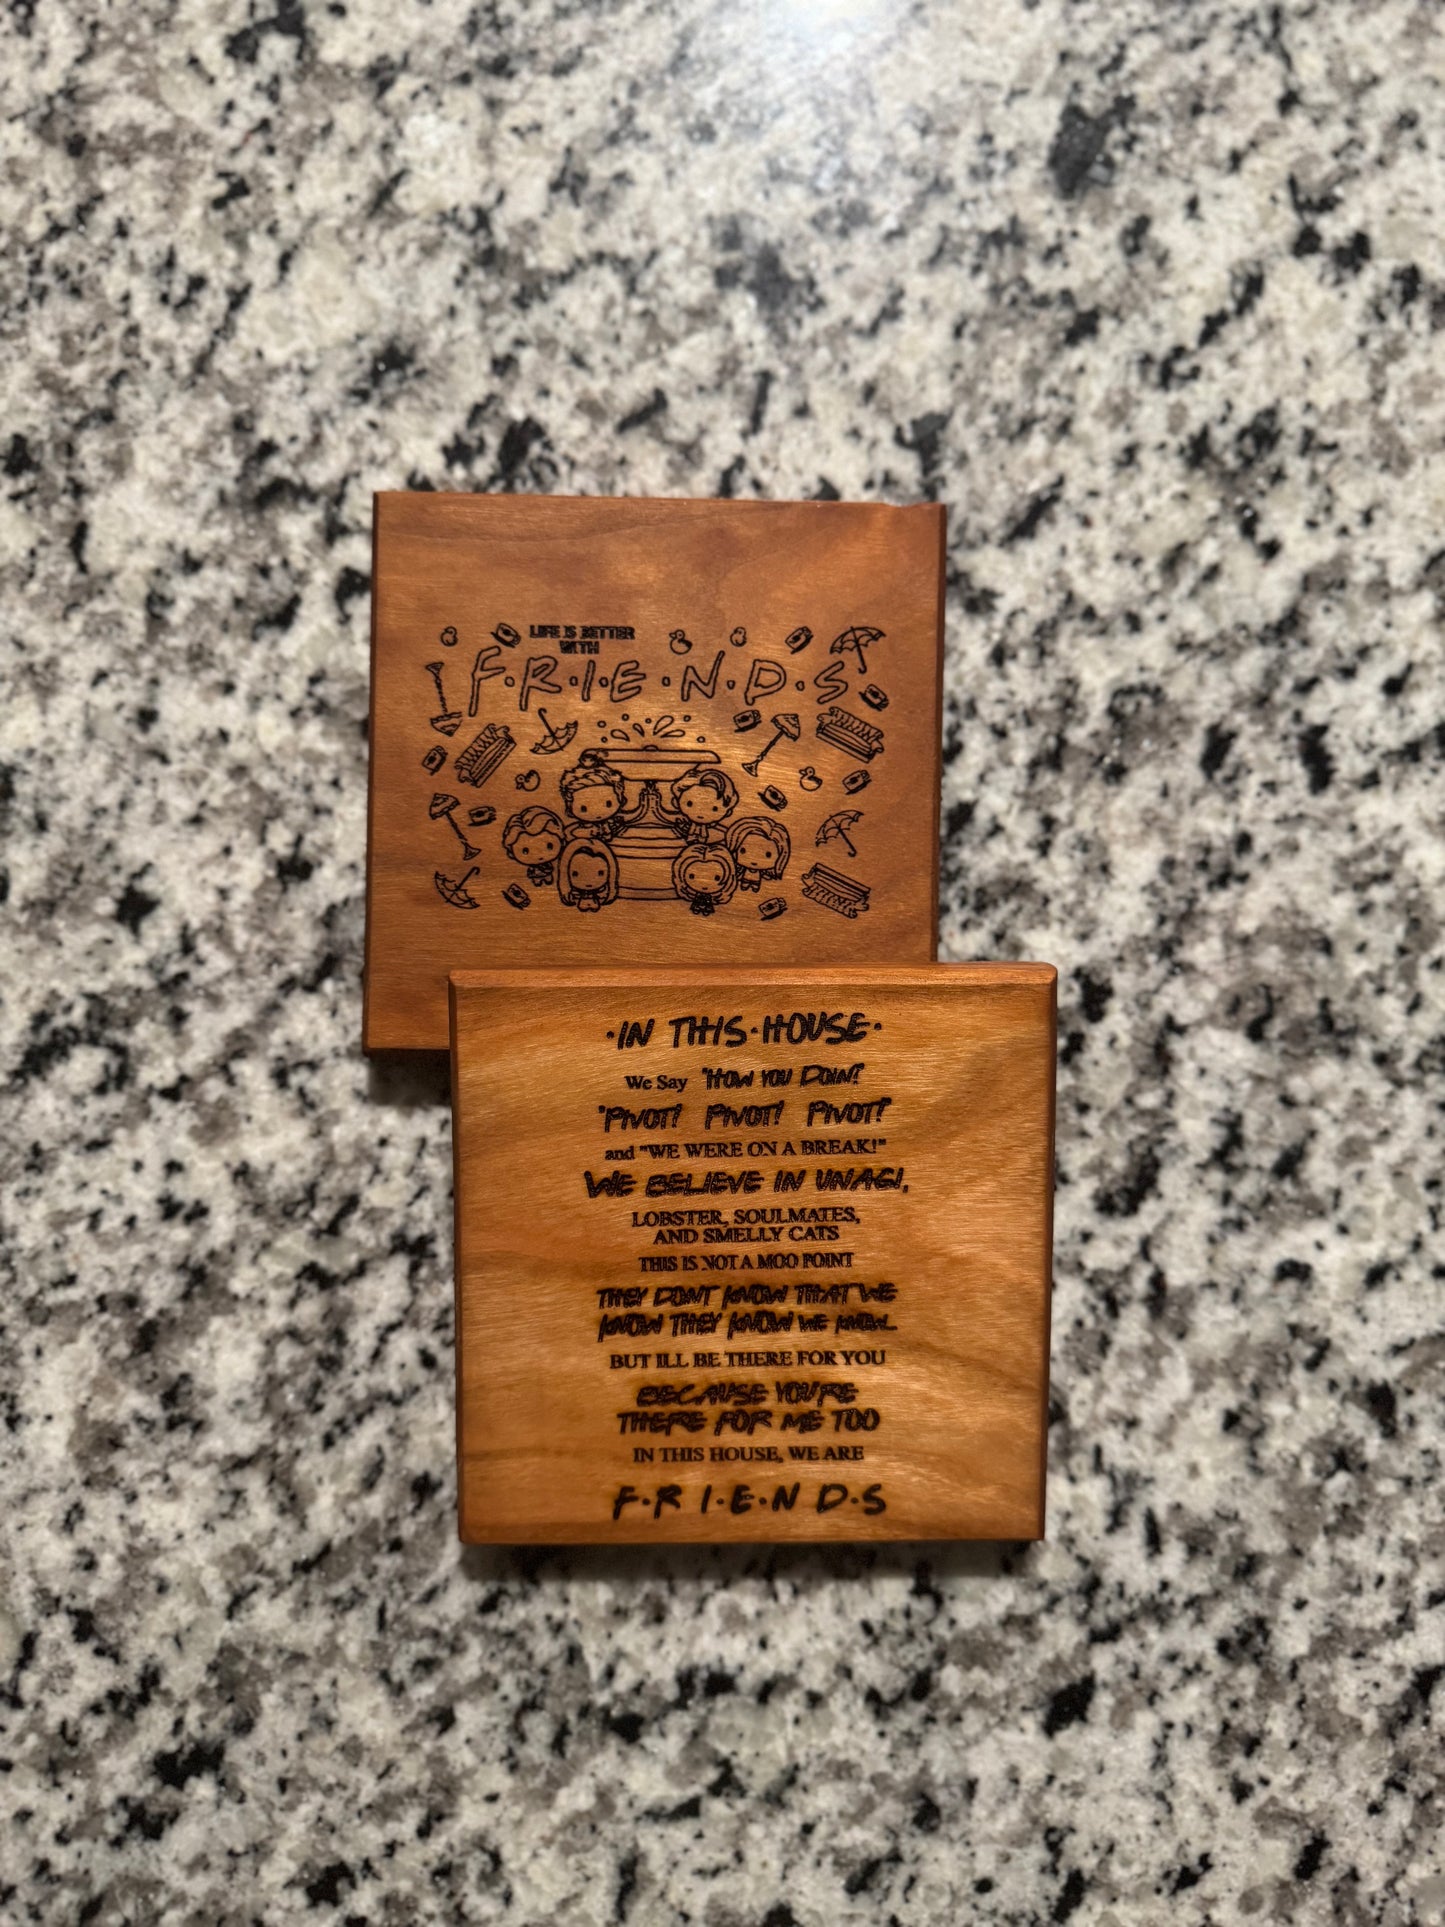 LIFE IS BETTER
WITH
F·R·I·E·N·D·S
·IN THIS·HOUSE·
We Say "HOW YOU DOIN?"
"PIVOT! PIVOT! PIVOT!"
and "WE WERE ON A BREAK!"
WE BELIEVE IN UNAGI,
LOBSTER, SOULMATES,
AND SMELLY CATS
THIS IS NOT A MOO POINT
THEY DON'T KNOW THAT WE
KNOW THEY KNOW WE KNOW...
BUT I'LL BE THERE FOR YOU
BECAUSE YOU'RE
THERE FOR ME TOO
IN THIS HOUSE, WE ARE
F·R I·E·N D·S